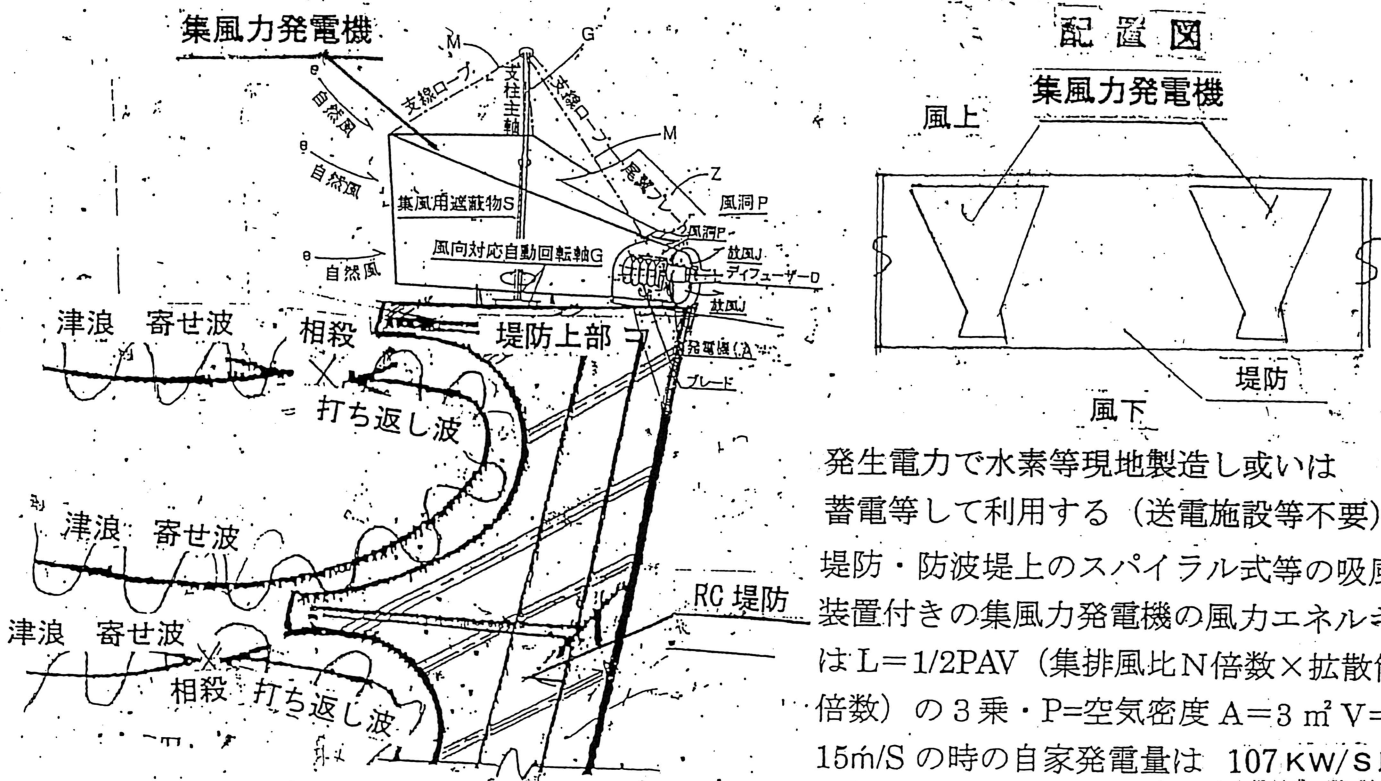 集風力発電機
M
G
θ
自然風
支線ロープ
支柱主軸
支線ロープ
M
θ
自然風
尾翼フレ
Z
集風用遮蔽物S
風洞P
風洞P
風向対応自動回転軸G
放風J
θ
自然風
ディフューザーD
放風J
津浪 寄せ波
相殺
堤防上部
発電機(A
ブレード
打ち返し波
津浪 寄せ波
RC 堤防
津浪 寄せ波
相殺
打ち返し波
配置図
集風力発電機
風上
堤防
風下
発生電力で水素等現地製造し或いは
蓄電等して利用する(送電施設等不要)
堤防・防波堤上のスパイラル式等の吸風
装置付きの集風力発電機の風力エネルギ
は L=1/2PAV(集排風比N倍数×拡散
倍数)の3乗・P=空気密度 A=3 ㎡ V=
15m/S の時の自家発電量は 107KW/S